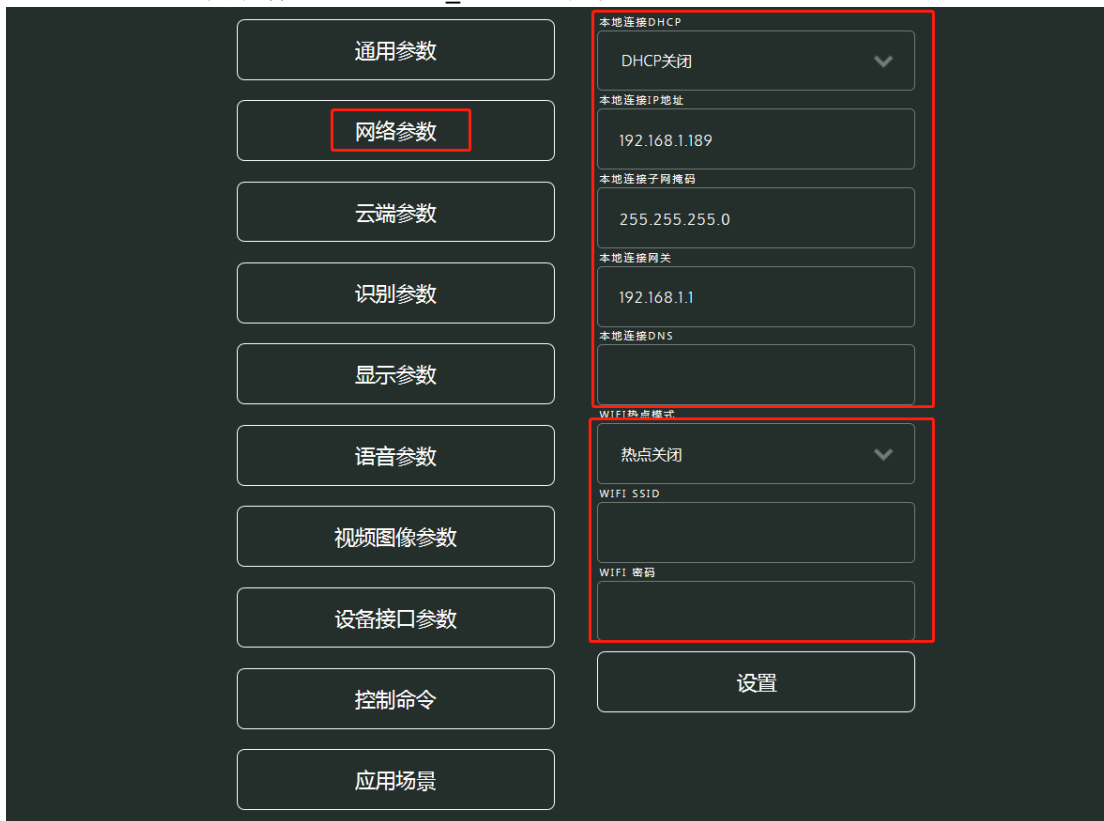 通用参数
网络参数
云端参数
识别参数
显示参数
语音参数
视频图像参数
设备接口参数
控制命令
应用场景
本地连接DHCP
DHCP关闭
本地连接IP地址
192.168.1.189
本地连接子网掩码
255.255.255.0
本地连接网关
192.168.1.1
本地连接DNS
WIFI热点模式
热点关闭
WIFI SSID
WIFI 密码
设置